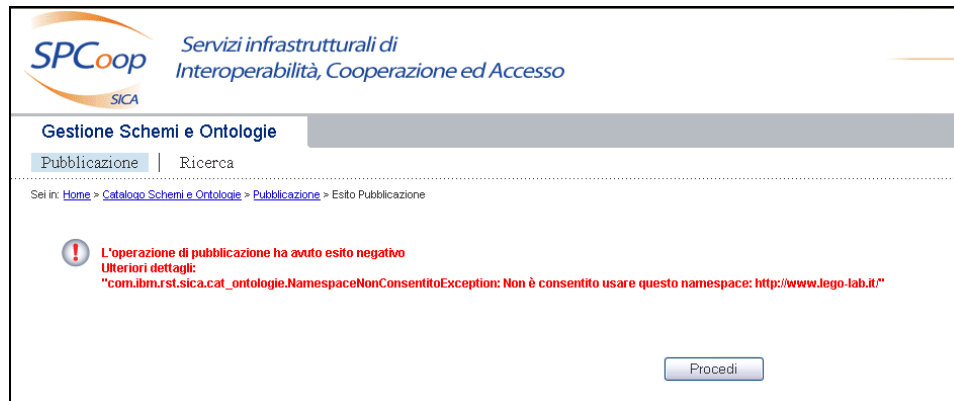 SPCoop
SICA
Servizi infrastrutturali di
Interoperabilità, Cooperazione ed Accesso
Gestione Schemi e Ontologie
Pubblicazione | Ricerca
Sei in: Home > Catalogo Schemi e Ontologie > Pubblicazione > Esito Pubblicazione
L'operazione di pubblicazione ha avuto esito negativo
Ulteriori dettagli:
"com.ibm.rst.sica.cat_ontologie.NamespaceNonConsentitoException: Non è consentito usare questo namespace: http://www.lego-lab.it/"
Procedi